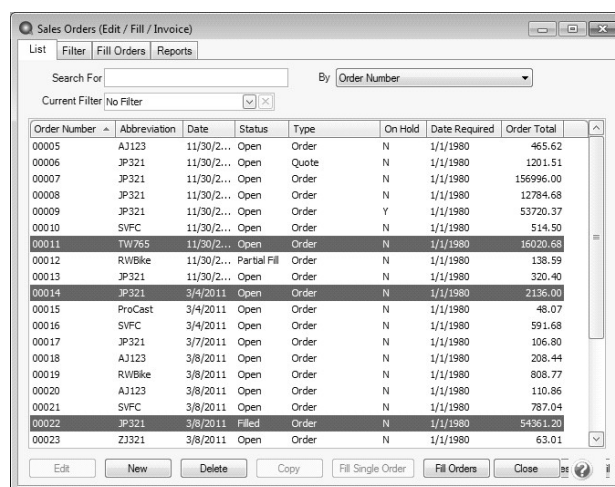 Sales Orders (Edit / Fill / Invoice)
List Filter Fill Orders Reports
Search For By Order Number
Current Filter No Filter
Order Number Abbreviation Date Status Type On Hold Date Required Order Total
00005 AJ123 11/30/2... Open Order N 1/1/1980 465.62
00006 JP321 11/30/2... Open Quote N 1/1/1980 1201.51
00007 JP321 11/30/2... Open Order N 1/1/1980 156996.00
00008 JP321 11/30/2... Open Order N 1/1/1980 12784.68
00009 JP321 11/30/2... Open Order Y 1/1/1980 53720.37
00010 SVFC 11/30/2... Open Order N 1/1/1980 514.50
00011 TW765 11/30/2... Open Order N 1/1/1980 16020.68
00012 RWBike 11/30/2... Partial Fill Order N 1/1/1980 138.59
00013 JP321 11/30/2... Open Order N 1/1/1980 320.40
00014 JP321 3/4/2011 Open Order N 1/1/1980 2136.00
00015 ProCast 3/4/2011 Open Order N 1/1/1980 48.07
00016 SVFC 3/4/2011 Open Order N 1/1/1980 591.68
00017 JP321 3/7/2011 Open Order N 1/1/1980 106.80
00018 AJ123 3/8/2011 Open Order N 1/1/1980 208.44
00019 RWBike 3/8/2011 Open Order N 1/1/1980 808.77
00020 AJ123 3/8/2011 Open Order N 1/1/1980 110.86
00021 SVFC 3/8/2011 Open Order N 1/1/1980 787.04
00022 JP321 3/8/2011 Filled Order N 1/1/1980 54361.20
00023 ZJ321 3/8/2011 Open Order N 1/1/1980 63.01
Edit New Delete Copy Fill Single Order Fill Orders Close